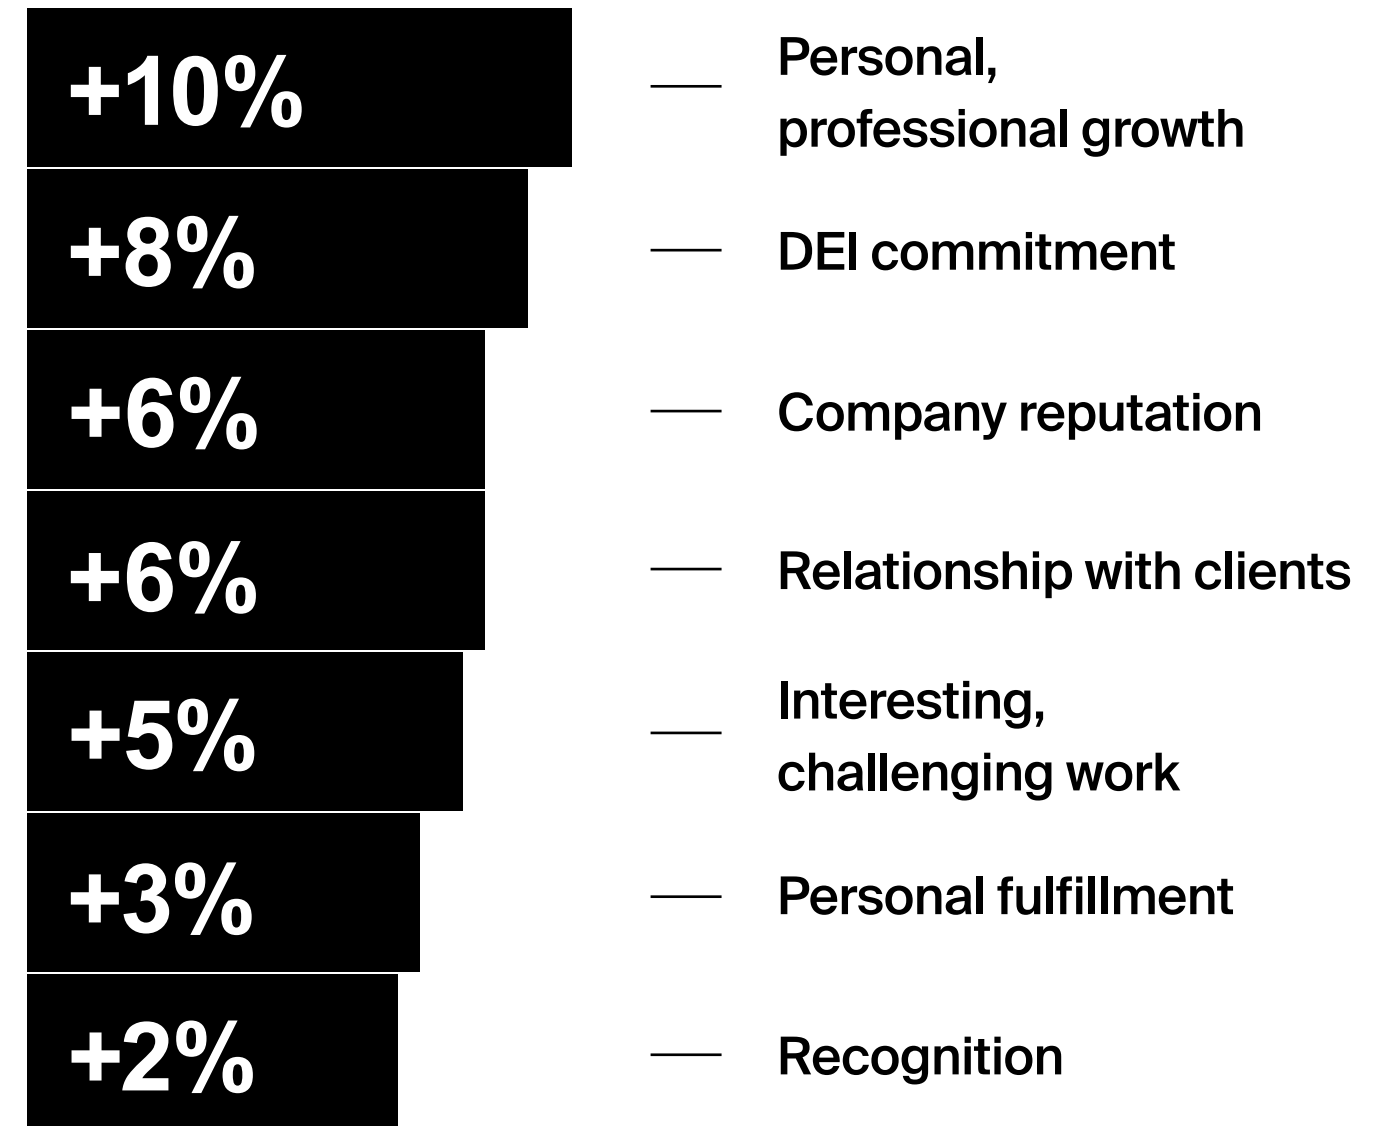 +10%
Personal,
professional growth
+8%
DEI commitment
+6%
Company reputation
+6%
Relationship with clients
+5%
Interesting,
challenging work
+3%
Personal fulfillment
+2%
Recognition